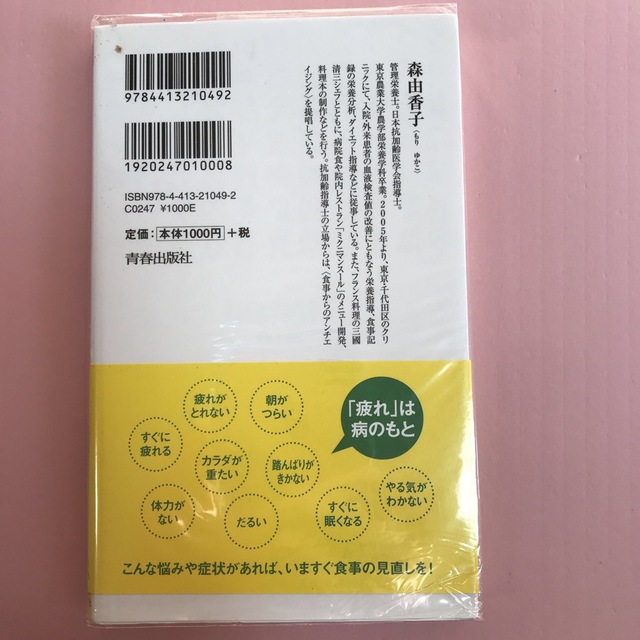 森由香子(もり ゆかこ)
管理栄養士。日本抗加齢医学会指導士。
東京農業大学農学部栄養学科卒業。2005年より、東京・千代田区のクリ
ニックにて、入院・外来患者の血液検査値の改善にともなう栄養指導、食事記
録の栄養分析、ダイエット指導などに従事している。また、フランス料理の三國
清三シェフとともに、病院食や院内レストラン「ミクニマンスール」のメニュー開発、
料理本の制作などを行う。抗加齢指導士の立場からは、〈食事からのアンチエ
イジング〉を提唱している。
9784413210492
1920247010008
ISBN978-4-413-21049-2
C0247 ¥1000E
定価:本体1000円+税
青春出版社
「疲れ」は
病のもと
疲れが
とれない
朝が
つらい
すぐに
疲れる
カラダが
重たい
踏んばりが
きかない
やる気が
わかない
体力が
ない
だるい
すぐに
眠くなる
こんな悩みや症状があれば、いますぐ食事の見直しを!